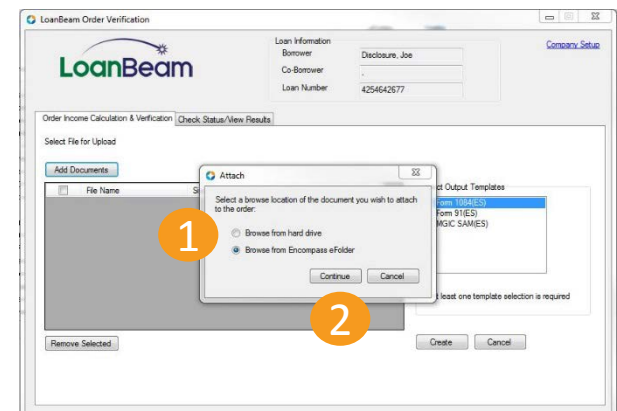 LoanBeam Order Verification
LoanBeam
Loan Information
Borrower
Disclosure, Joe
Co-Borrower
,
Loan Number
4254642677
Company Setup
Order Income Calculation & Verification
Check Status/View Results
Select File for Upload
Add Documents
File Name
Attach
Select a browse location of the document you wish to attach
to the order:
Browse from hard drive
Browse from Encompass eFolder
Continue
Cancel
1
2
Output Templates
Form 1084(ES)
Form 91(ES)
MGIC SAM(ES)
least one template selection is required
Remove Selected
Create
Cancel